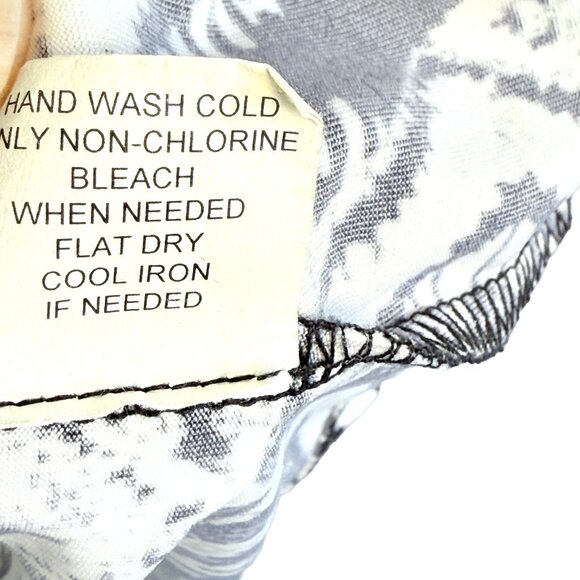 HAND WASH COLD
NLY NON-CHLORINE
BLEACH
WHEN NEEDED
FLAT DRY
COOL IRON
IF NEEDED